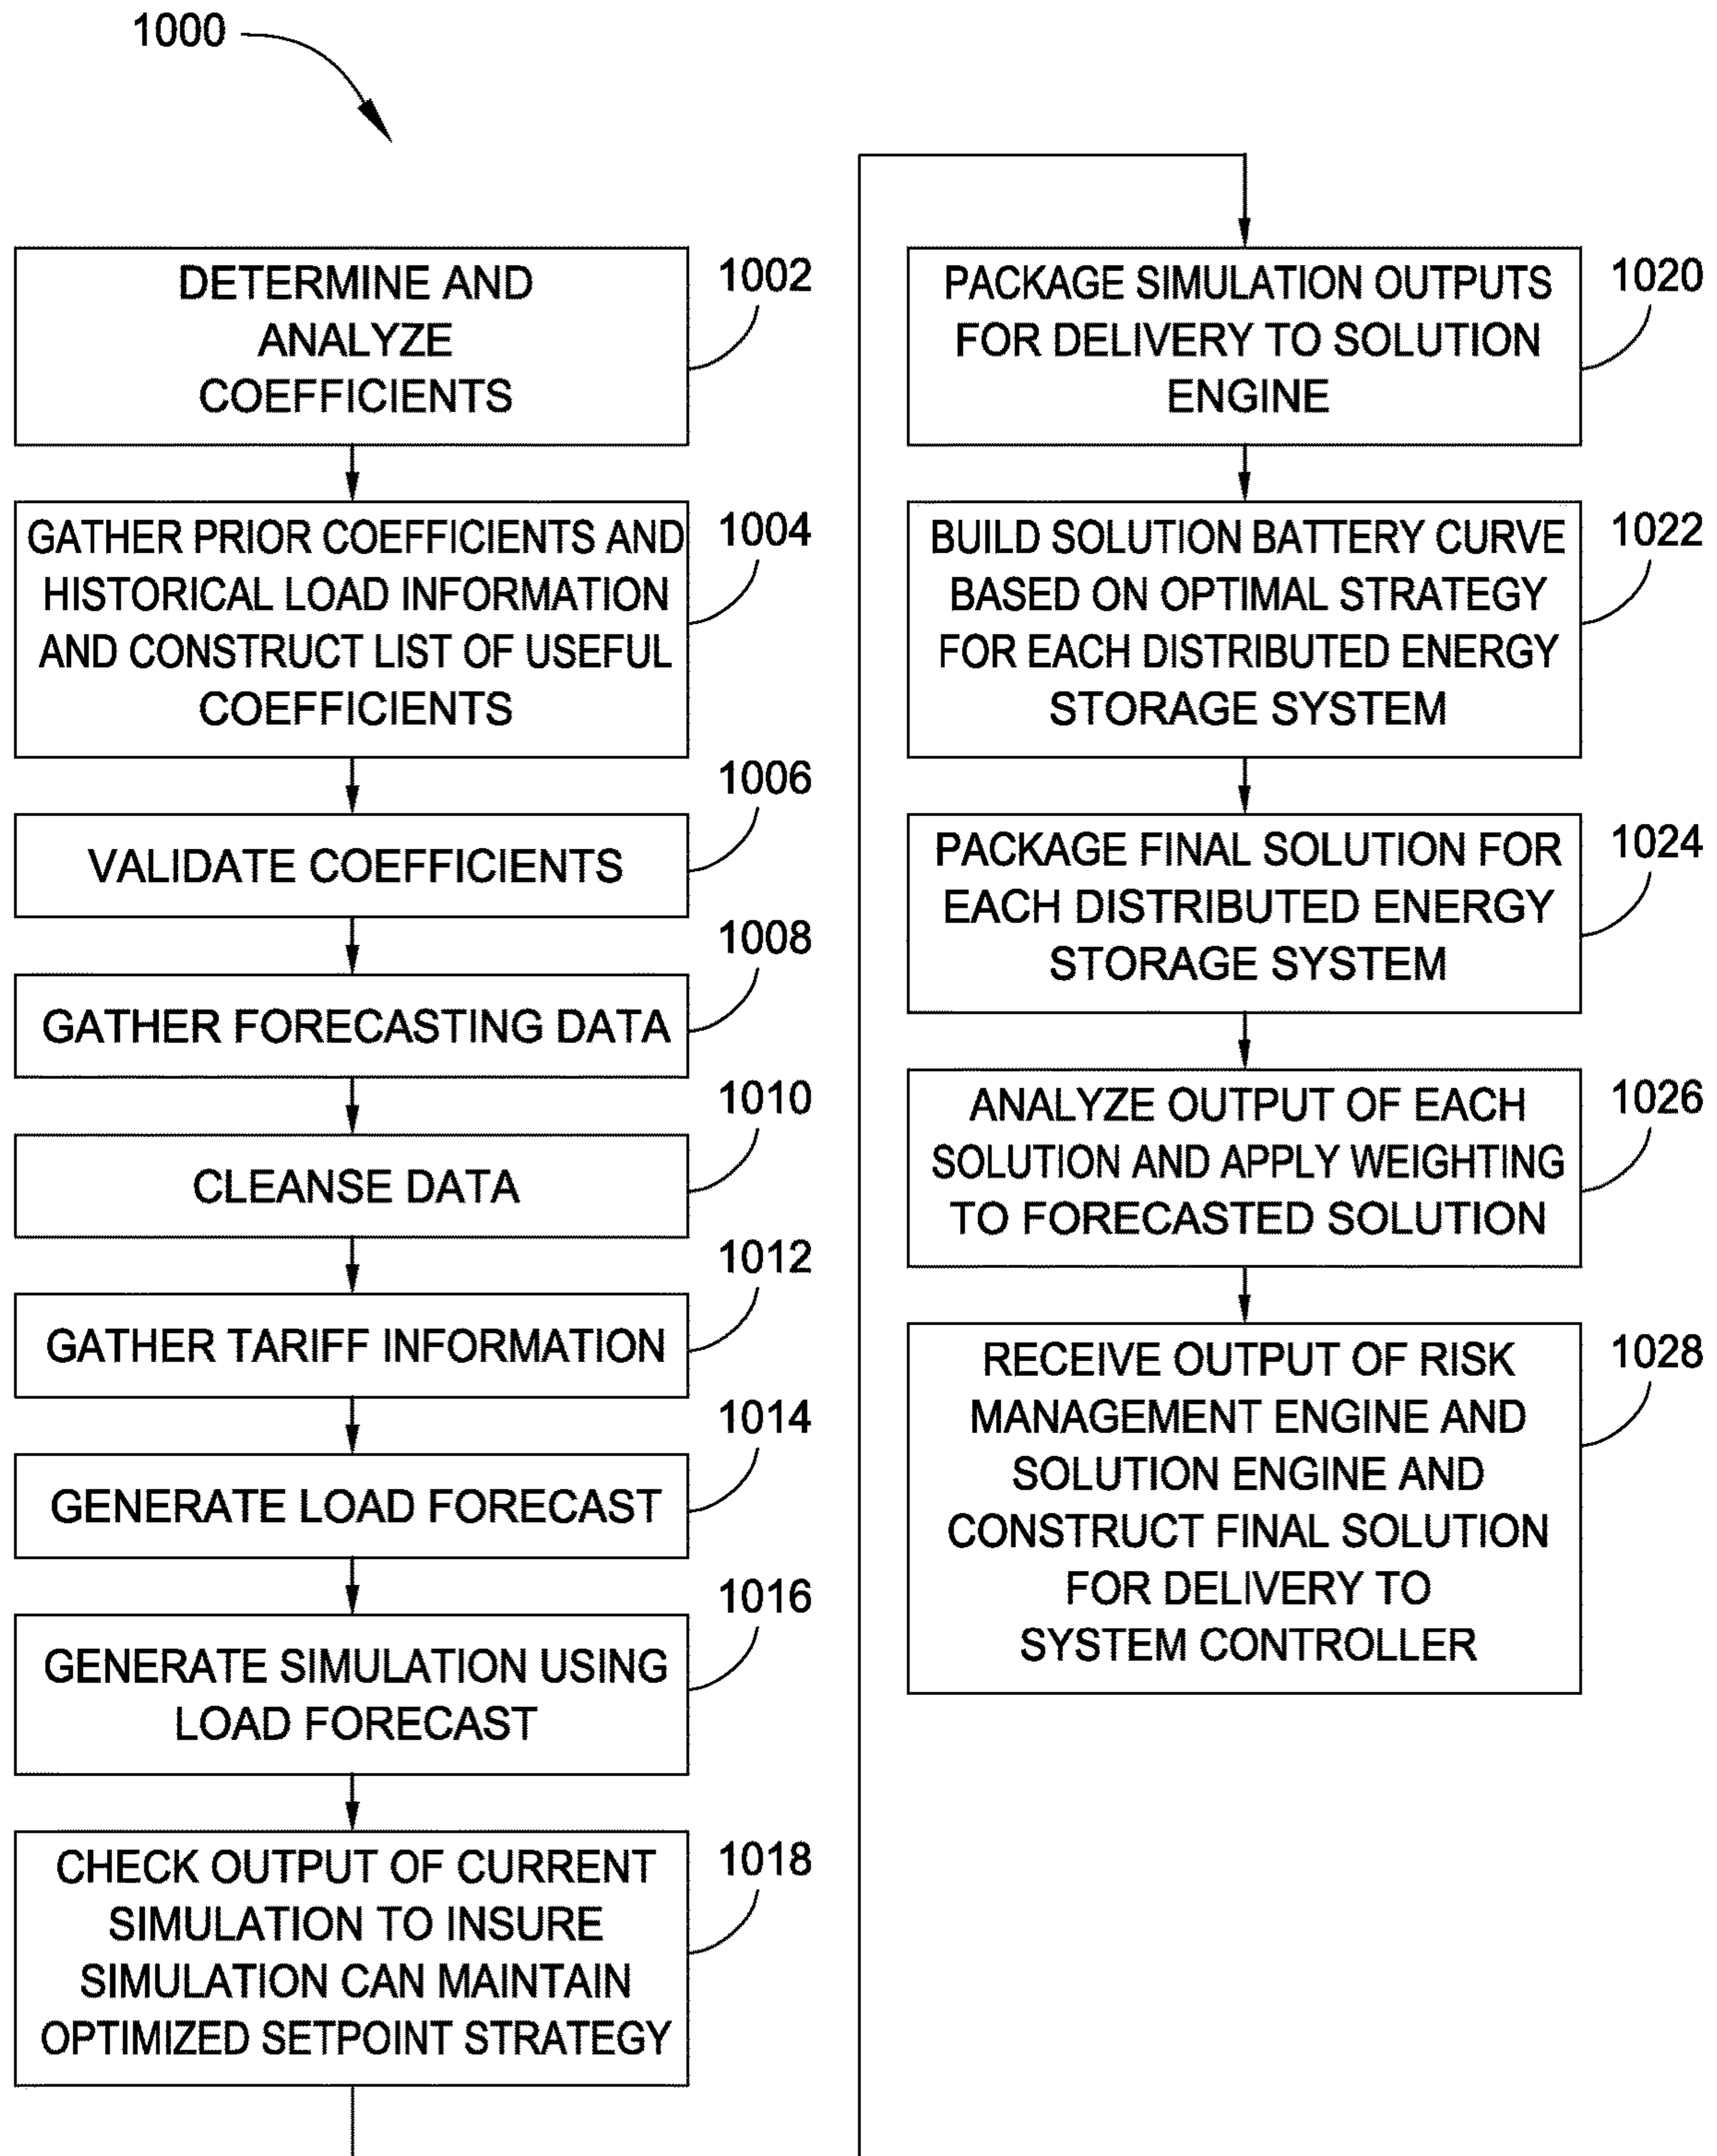 1000
DETERMINE AND
ANALYZE
COEFFICIENTS
1002
GATHER PRIOR COEFFICIENTS AND
HISTORICAL LOAD INFORMATION
AND CONSTRUCT LIST OF USEFUL
COEFFICIENTS
1004
VALIDATE COEFFICIENTS
1006
GATHER FORECASTING DATA
1008
CLEANSE DATA
1010
GATHER TARIFF INFORMATION
1012
GENERATE LOAD FORECAST
1014
GENERATE SIMULATION USING
LOAD FORECAST
1016
CHECK OUTPUT OF CURRENT
SIMULATION TO INSURE
SIMULATION CAN MAINTAIN
OPTIMIZED SETPOINT STRATEGY
1018
PACKAGE SIMULATION OUTPUTS
FOR DELIVERY TO SOLUTION
ENGINE
1020
BUILD SOLUTION BATTERY CURVE
BASED ON OPTIMAL STRATEGY
FOR EACH DISTRIBUTED ENERGY
STORAGE SYSTEM
1022
PACKAGE FINAL SOLUTION FOR
EACH DISTRIBUTED ENERGY
STORAGE SYSTEM
1024
ANALYZE OUTPUT OF EACH
SOLUTION AND APPLY WEIGHTING
TO FORECASTED SOLUTION
1026
RECEIVE OUTPUT OF RISK
MANAGEMENT ENGINE AND
SOLUTION ENGINE AND
CONSTRUCT FINAL SOLUTION
FOR DELIVERY TO
SYSTEM CONTROLLER
1028